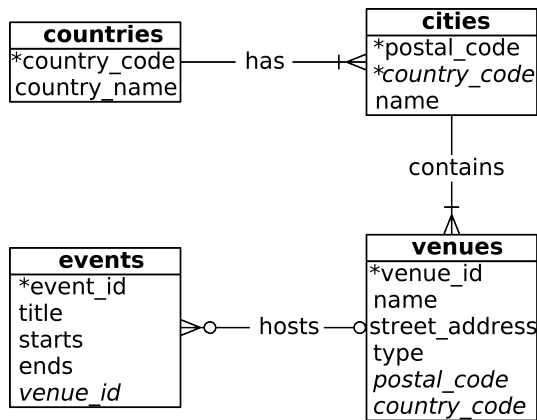 countries
*country_code
country_name
has
cities
*postal_code
*country_code
name
contains
events
*event_id
title
starts
ends
venue_id
hosts
venues
*venue_id
name
street_address
type
postal_code
country_code